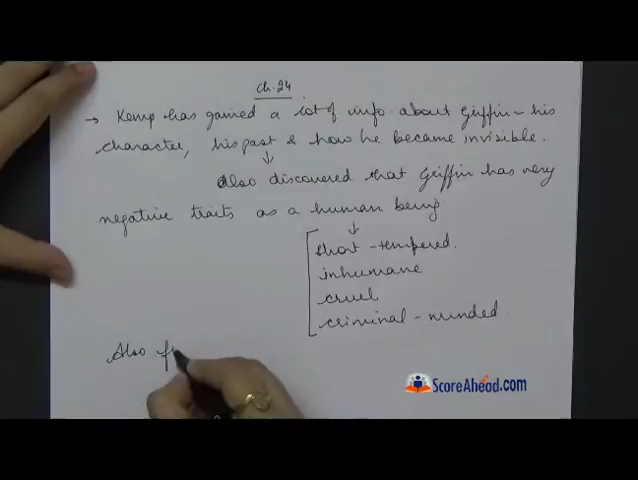 Ch. 24
→ Kemp has gained a lot of info. about Griffin - his
character, his past & how he became invisible.
↓
Also discovered that Griffin has very
negative traits as a human being.
↓
short-tempered.
inhumane
cruel
criminal-minded.
Also
ScoreAhead.com